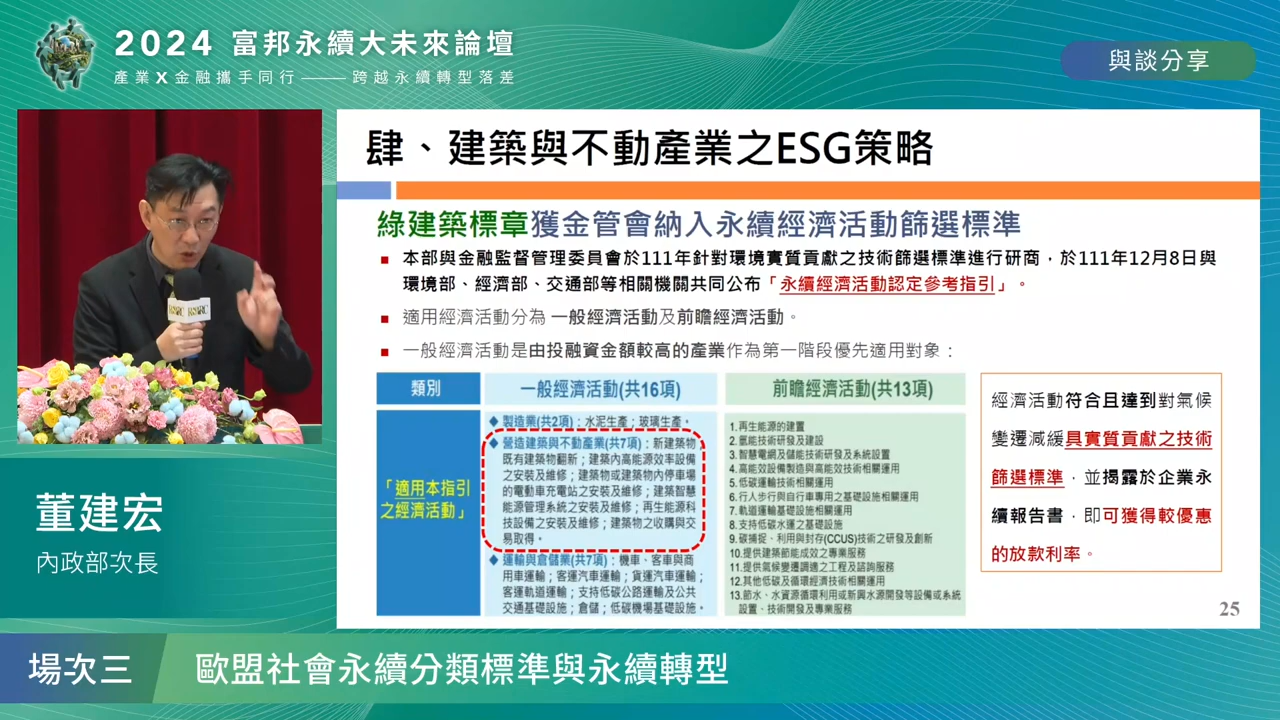 2024 富邦永續大未來論壇
產業X金融攜手同行——跨越永續轉型落差
與談分享
肆、建築與不動產業之ESG策略
綠建築標章獲金管會納入永續經濟活動篩選標準
本部與金融監督管理委員會於111年針對環境實質貢獻之技術篩選標準進行研商，於111年12月8日與
環境部、經濟部、交通部等相關機關共同公布「永續經濟活動認定參考指引」。
適用經濟活動分為 一般經濟活動及前瞻經濟活動。
一般經濟活動是由投融資金額較高的產業作為第一階段優先適用對象：
類別
一般經濟活動(共16項)
前瞻經濟活動(共13項)
「適用本指引
之經濟活動」
◆ 製造業(共2項)：水泥生產；玻璃生產。
◆ 營造建築與不動產業(共7項)：新建築物
既有建築物翻新；建築內高能源效率設備
之安裝及維修；建築物或建築物內停車場
的電動車充電站之安裝及維修；建築智慧
能源管理系統之安裝及維修；再生能源科
技設備之安裝及維修；建築物之收購與交
易取得。
◆ 運輸與倉儲業(共7項)：機車、客車與商
用車運輸；客運汽車運輸；貨運汽車運輸；
客運軌道運輸；支持低碳公路運輸及公共
交通基礎設施；倉儲；低碳機場基礎設施。
1.再生能源的建置
2.氫能技術研發及建設
3.智慧電網及儲能技術研發及系統設置
4.高能效設備製造與高能效技術相關運用
5.低碳運輸技術相關運用
6.行人步行與自行車專用之基礎設施相關運用
7.軌道運輸基礎設施相關運用
8.支持低碳水運之基礎設施
9.碳捕捉、利用與封存(CCUS)技術之研發及創新
10.提供建築節能成效之專業服務
11.提供氣候變遷調適之工程及諮詢服務
12.其他低碳及循環經濟技術相關運用
13.節水、水資源循環利用或新興水源開發等設備或系統
設置、技術開發及專業服務
經濟活動符合且達到對氣候
變遷減緩具實質貢獻之技術
篩選標準，並揭露於企業永
續報告書，即可獲得較優惠
的放款利率。
25
董建宏
內政部次長
場次三
歐盟社會永續分類標準與永續轉型